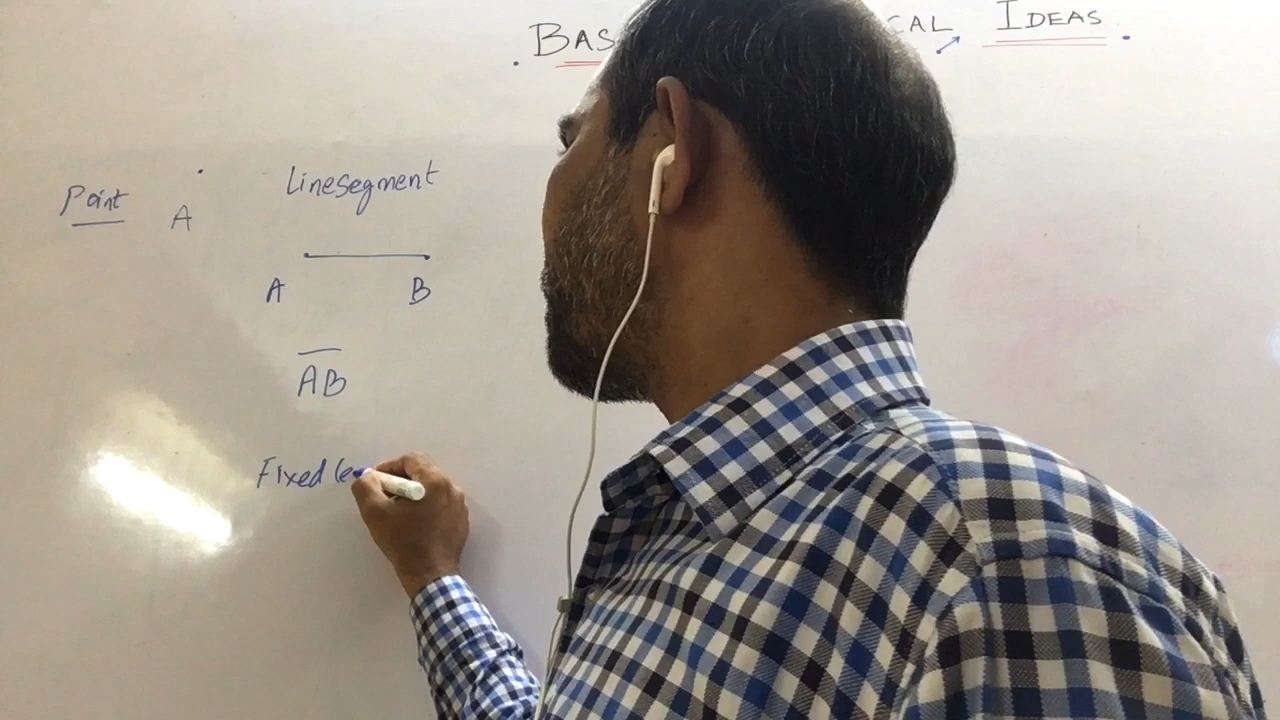 BAS CAL IDEAS
Point
A
Linesegment
A B
AB
Fixed le